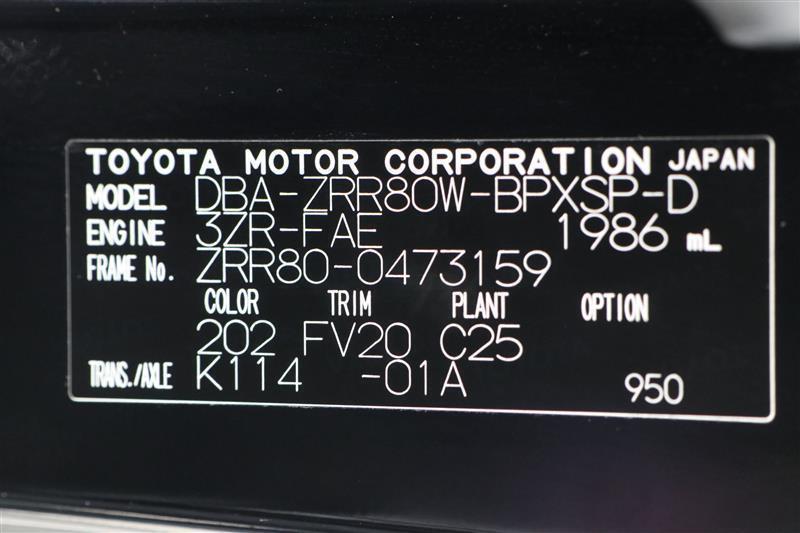 TOYOTA MOTOR CORPORATION JAPAN
MODEL DBA-ZRR80W-BPXSP-D
ENGINE 3ZR-FAE 1986 mL
FRAME No. ZRR80-0473159
COLOR TRIM PLANT OPTION
202 FV20 C25
TRANS./AXLE K114 -01A 950